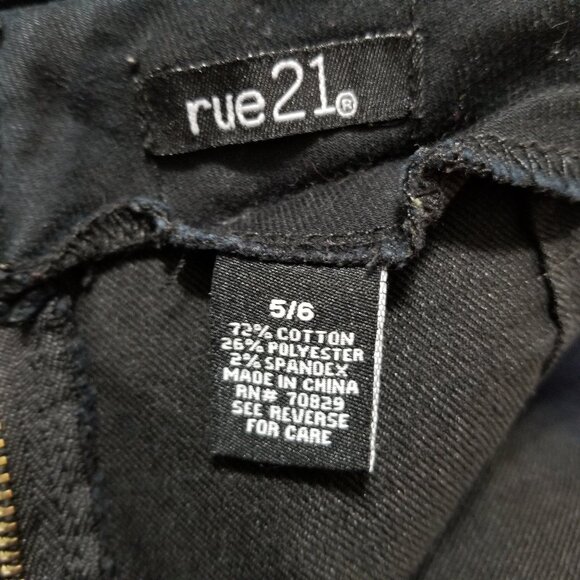 rue21®
5/6
72% COTTON
26% POLYESTER
2% SPANDEX
MADE IN CHINA
RN# 70829
SEE REVERSE
FOR CARE